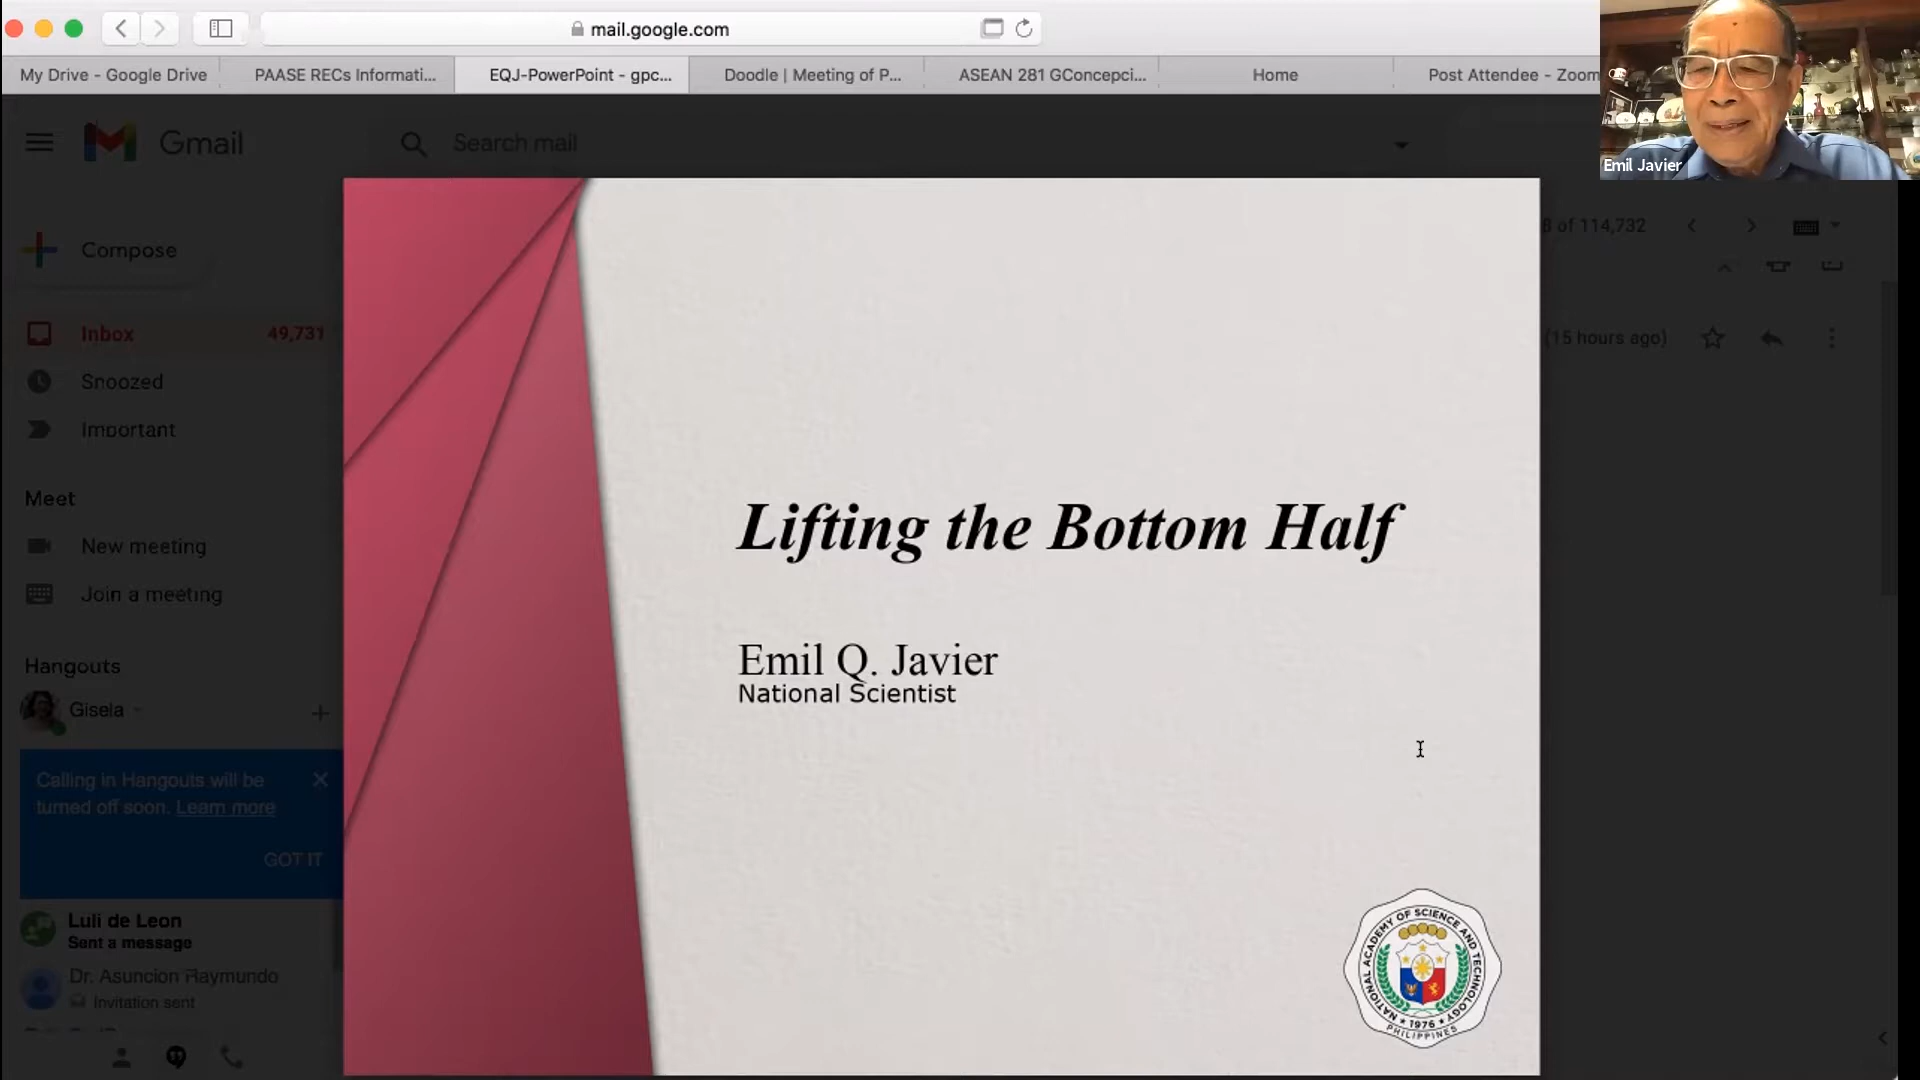 mail.google.com
My Drive - Google Drive
PAASE RECs Informati...
EQJ-PowerPoint - gpc...
Doodle | Meeting of P...
ASEAN 281 GConcepci...
Home
Post Attendee - Zoom
Emil Javier
Gmail
Search mail
8 of 114,732
Compose
Inbox 49,731
(15 hours ago)
Snoozed
Important
Meet
New meeting
Join a meeting
Hangouts
Gisela
Calling in Hangouts will be
turned off soon. Learn more
GOT IT
Luli de Leon
Sent a message
Dr. Asuncion Raymundo
Invitation sent
Lifting the Bottom Half
Emil Q. Javier
National Scientist
NATIONAL ACADEMY OF SCIENCE AND TECHNOLOGY
1976
PHILIPPINES